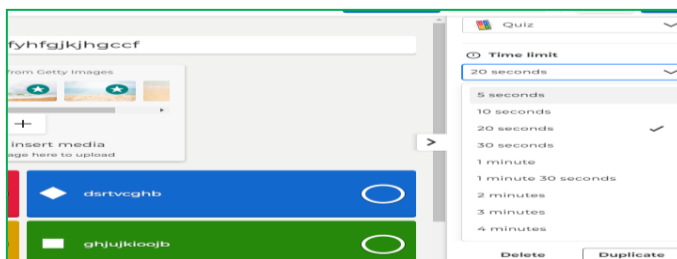 Quiz
fyhfgjkjhgccf
Time limit
from Getty Images
20 seconds
5 seconds
10 seconds
20 seconds
insert media
30 seconds
age here to upload
1 minute
1 minute 30 seconds
dsrtvcghb
2 minutes
3 minutes
4 minutes
ghjujkioojb
Delete
Duplicate